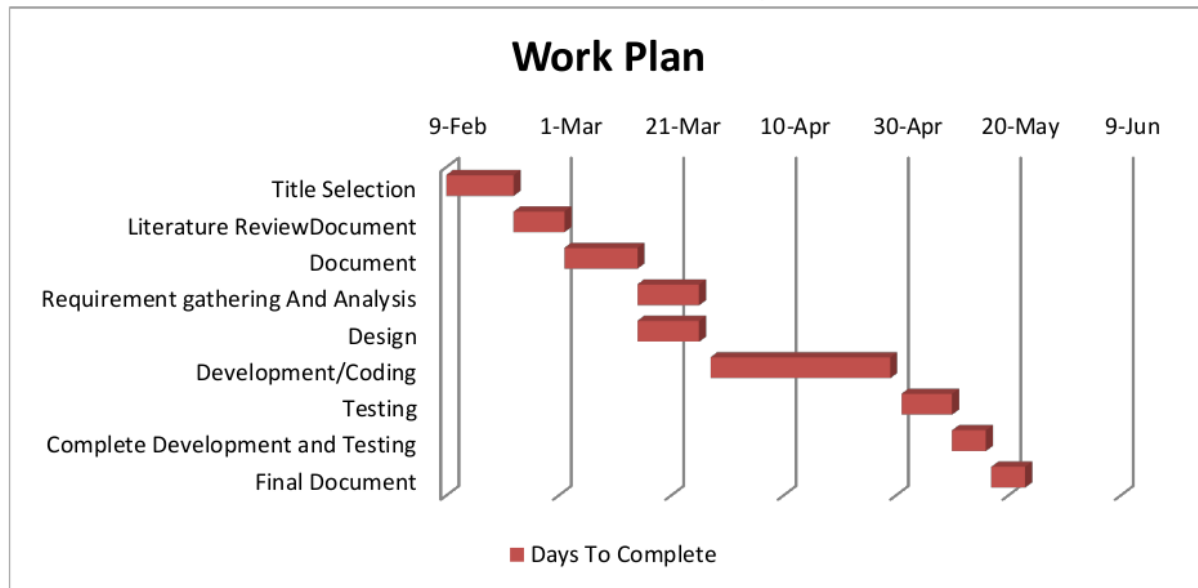 Work Plan
9-Feb 1-Mar 21-Mar 10-Apr 30-Apr 20-May 9-Jun
Title Selection
Literature ReviewDocument
Document
Requirement gathering And Analysis
Design
Development/Coding
Testing
Complete Development and Testing
Final Document
Days To Complete